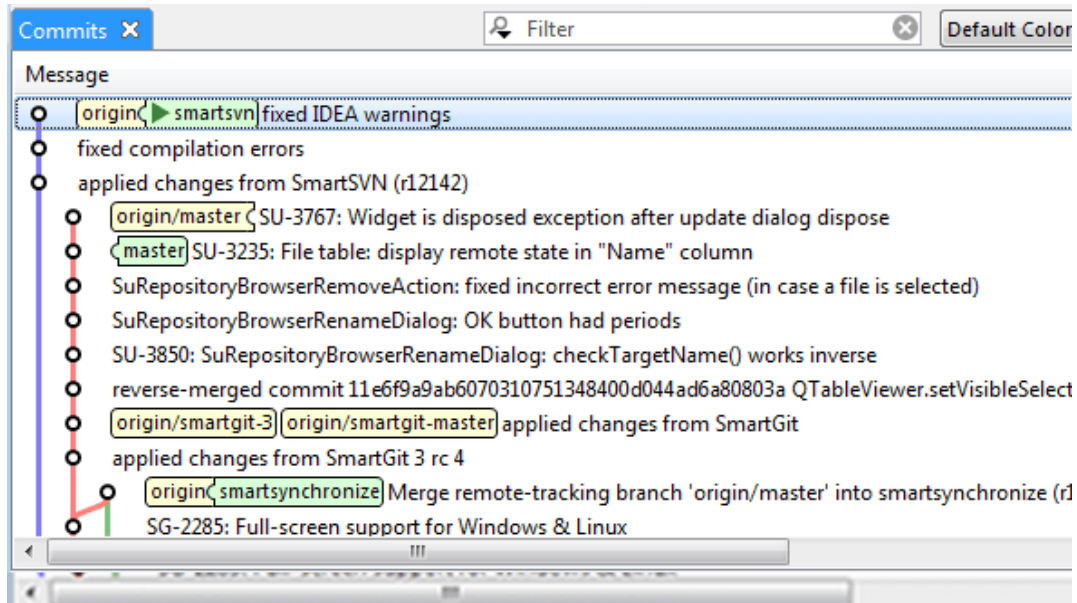 Commits Filter Default Color
Message
origin smartsvn fixed IDEA warnings
fixed compilation errors
applied changes from SmartSVN (r12142)
origin/master SU-3767: Widget is disposed exception after update dialog dispose
master SU-3235: File table: display remote state in "Name" column
SuRepositoryBrowserRemoveAction: fixed incorrect error message (in case a file is selected)
SuRepositoryBrowserRenameDialog: OK button had periods
SU-3850: SuRepositoryBrowserRenameDialog: checkTargetName() works inverse
reverse-merged commit 11e6f9a9ab6070310751348400d044ad6a80803a QTableViewer.setVisibleSelect
origin/smartgit-3 origin/smartgit-master applied changes from SmartGit
applied changes from SmartGit 3 rc 4
origin smartsynchronize Merge remote-tracking branch 'origin/master' into smartsynchronize (r1
SG-2285: Full-screen support for Windows & Linux